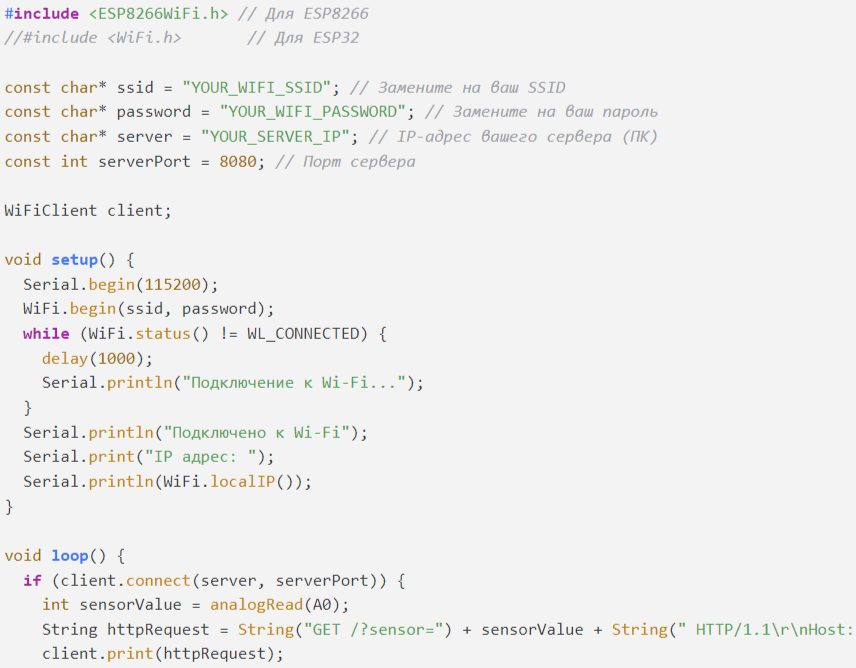 #include <ESP8266WiFi.h> // Для ESP8266
//#include <WiFi.h>       // Для ESP32
const char* ssid = "YOUR_WIFI_SSID"; // Замените на ваш SSID
const char* password = "YOUR_WIFI_PASSWORD"; // Замените на ваш пароль
const char* server = "YOUR_SERVER_IP"; // IP-адрес вашего сервера (ПК)
const int serverPort = 8080; // Порт сервера
WiFiClient client;
void setup() {
  Serial.begin(115200);
  WiFi.begin(ssid, password);
  while (WiFi.status() != WL_CONNECTED) {
    delay(1000);
    Serial.println("Подключение к Wi-Fi...");
  }
  Serial.println("Подключено к Wi-Fi");
  Serial.print("IP адрес: ");
  Serial.println(WiFi.localIP());
}
void loop() {
  if (client.connect(server, serverPort)) {
    int sensorValue = analogRead(A0);
    String httpRequest = String("GET /?sensor=") + sensorValue + String(" HTTP/1.1\r\nHost:
    client.print(httpRequest);